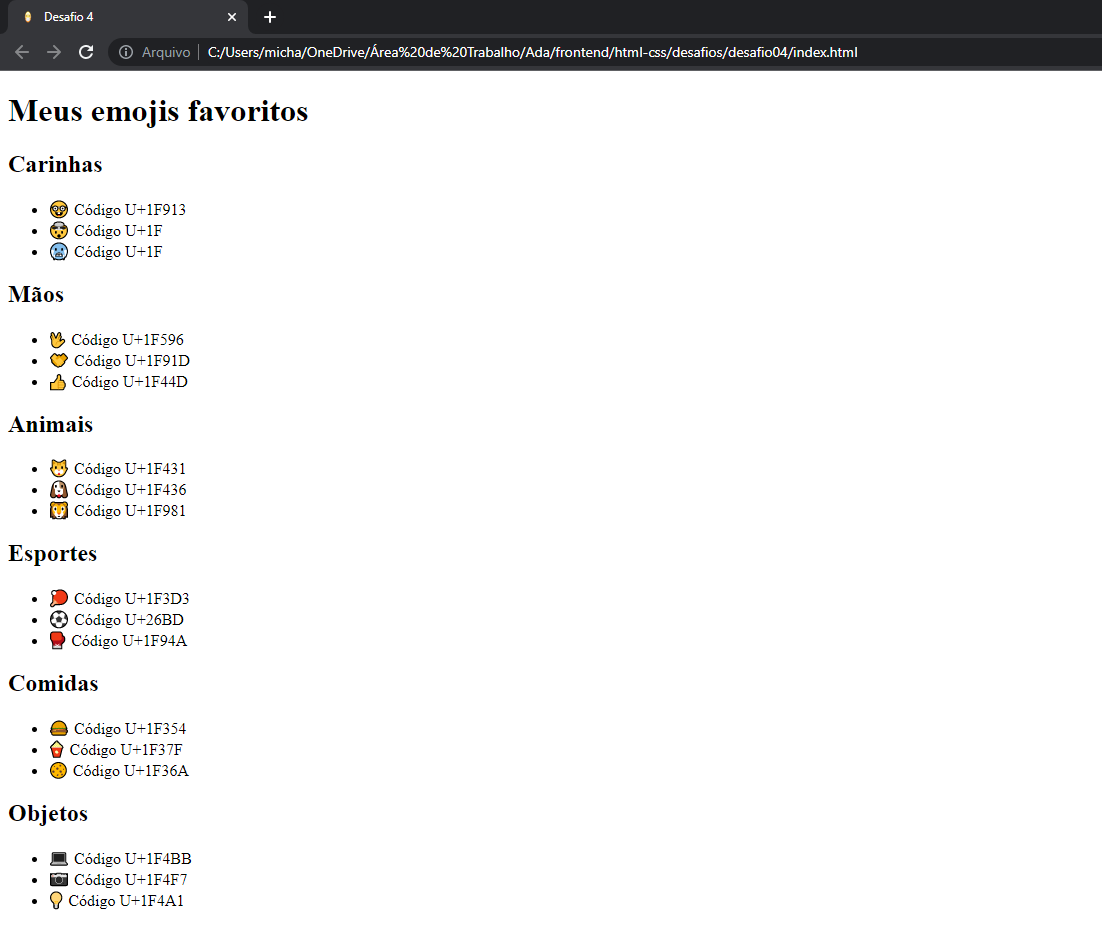 Desafio 4
Arquivo | C:/Users/micha/OneDrive/Área%20de%20Trabalho/Ada/frontend/html-css/desafios/desafio04/index.html
Meus emojis favoritos
Carinhas
🤓 Código U+1F913
🤯 Código U+1F
🥶 Código U+1F
Mãos
🖖 Código U+1F596
🤝 Código U+1F91D
👍 Código U+1F44D
Animais
🐱 Código U+1F431
🐶 Código U+1F436
🦁 Código U+1F981
Esportes
🏓 Código U+1F3D3
⚽ Código U+26BD
🥊 Código U+1F94A
Comidas
🍔 Código U+1F354
🍿 Código U+1F37F
🍪 Código U+1F36A
Objetos
💻 Código U+1F4BB
📷 Código U+1F4F7
💡 Código U+1F4A1